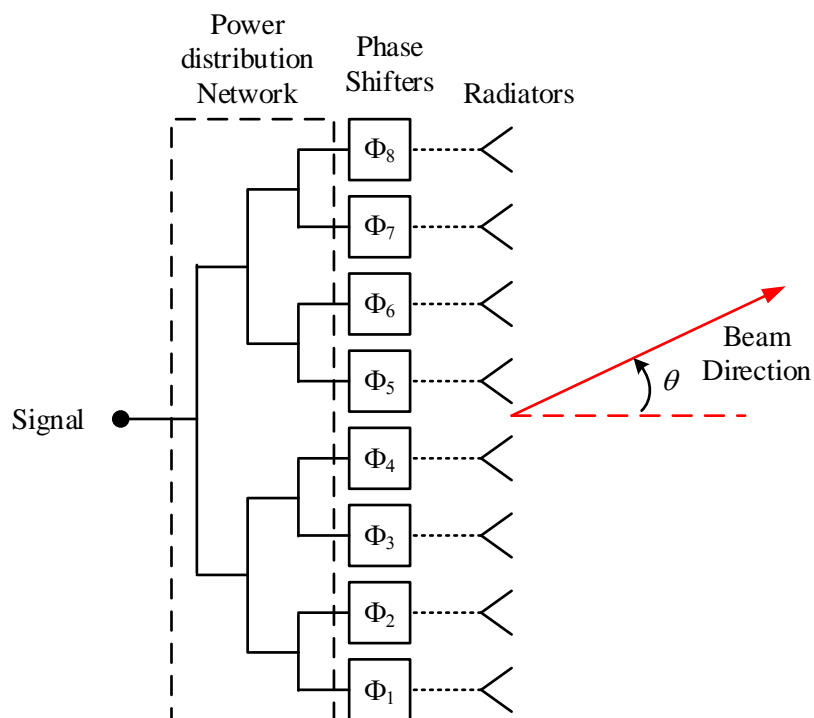 Power
distribution
Network
Phase
Shifters
Radiators
Φ8
Φ7
Φ6
Φ5
Φ4
Φ3
Φ2
Φ1
Signal
Beam
Direction
θ